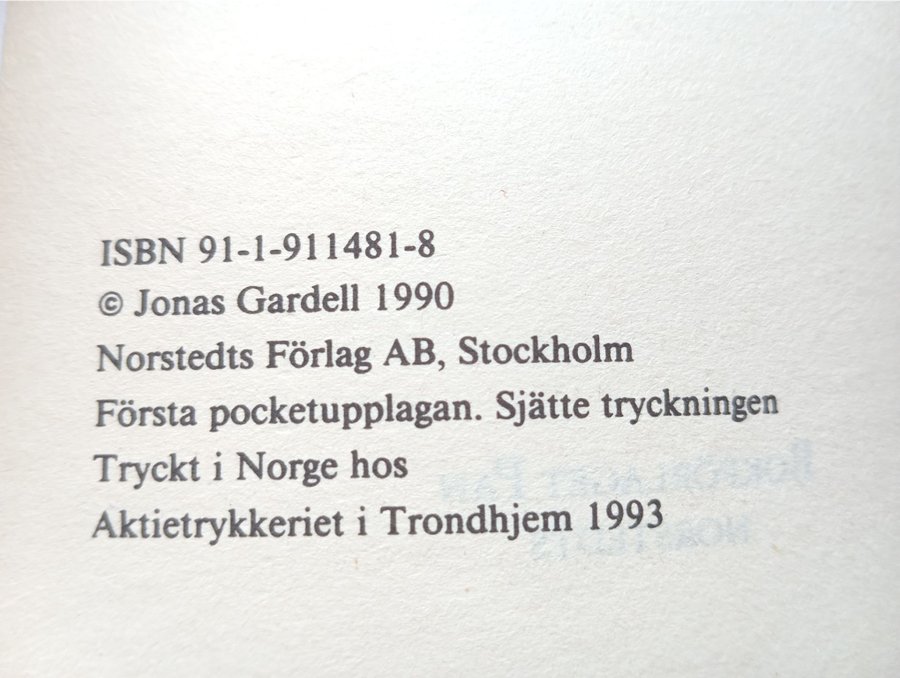 ISBN 91-1-911481-8
© Jonas Gardell 1990
Norstedts Förlag AB, Stockholm
Första pocketupplagan. Sjätte tryckningen
Tryckt i Norge hos
Aktietrykkeriet i Trondhjem 1993